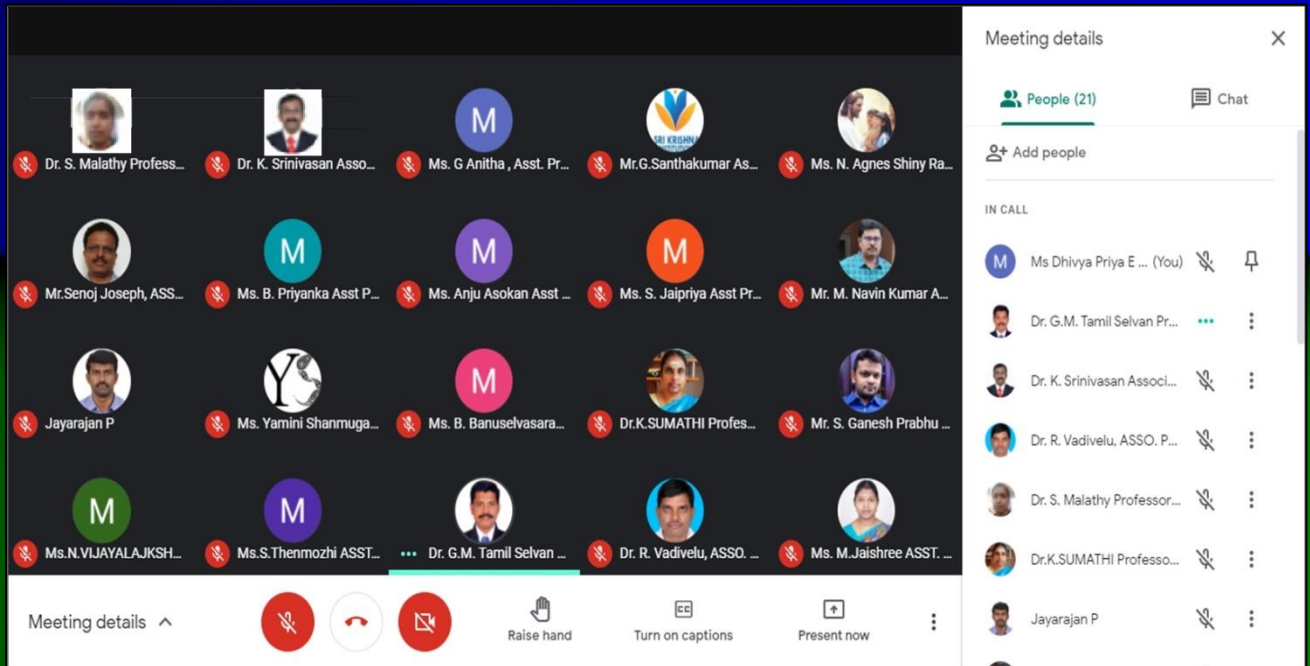 Meeting details
People (21)
Chat
Add people
IN CALL
Ms Dhivya Priya E ... (You)
Dr. G.M. Tamil Selvan Pr...
Dr. K. Srinivasan Associ...
Dr. R. Vadivelu, ASSO. P...
Dr. S. Malathy Professor...
Dr.K.SUMATHI Professo...
Jayarajan P
M
SRI KRISHNA
Dr. S. Malathy Profess...
Dr. K. Srinivasan Asso...
Ms. G Anitha , Asst. Pr...
Mr.G.Santhakumar As...
Ms. N. Agnes Shiny Ra...
M
M
M
Mr.Senoj Joseph, ASS...
Ms. B. Priyanka Asst P...
Ms. Anju Asokan Asst ...
Ms. S. Jaipriya Asst Pr...
Mr. M. Navin Kumar A...
Y
M
Jayarajan P
Ms. Yamini Shanmuga...
Ms. B. Banuselvasara...
Dr.K.SUMATHI Profes...
Mr. S. Ganesh Prabhu ...
M
M
Ms.N.VIJAYALAJKSH...
Ms.S.Thenmozhi ASST...
Dr. G.M. Tamil Selvan ...
Dr. R. Vadivelu, ASSO. ...
Ms. M.Jaishree ASST. ...
M
Meeting details
Raise hand
CC
Turn on captions
Present now